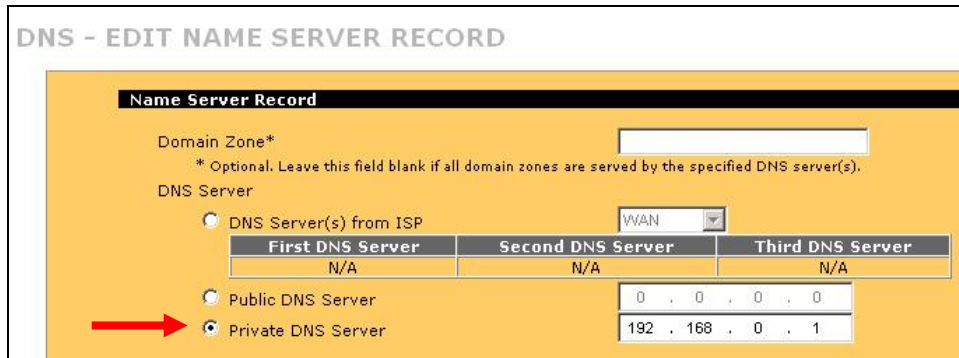 DNS - EDIT NAME SERVER RECORD
Name Server Record
Domain Zone*
* Optional. Leave this field blank if all domain zones are served by the specified DNS server(s).
DNS Server
DNS Server(s) from ISP WAN
First DNS Server Second DNS Server Third DNS Server
N/A N/A N/A
Public DNS Server 0 . 0 . 0 . 0
Private DNS Server 192 . 168 . 0 . 1